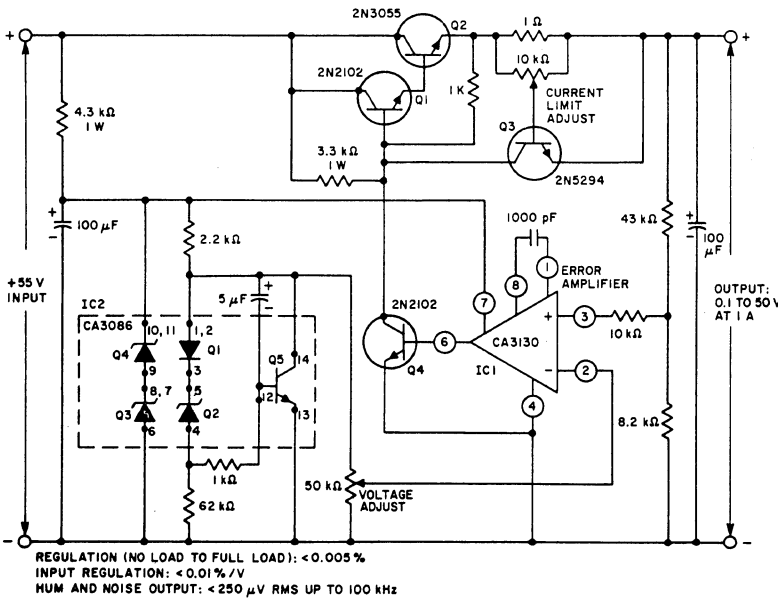 2N3055
Q2
1 Ω
+
+
2N2102
10 kΩ
Q1
1 K
CURRENT
LIMIT
ADJUST
4.3 kΩ
1 W
Q3
3.3 kΩ
1 W
2N5294
+
-
100 µF
2.2 kΩ
1000 pF
43 kΩ
+
-
100
µF
+55 V
INPUT
1
ERROR
AMPLIFIER
8
OUTPUT:
0.1 TO 50 V
AT 1 A
IC2
5 µF
+
-
2N2102
7
CA3086
10, 11
1, 2
+
3
Q4
Q1
Q5
14
6
CA3130
10 kΩ
9
3
Q4
IC1
8, 7
5
12
-
2
Q3
Q2
13
6
4
4
8.2 kΩ
1 kΩ
50 kΩ
VOLTAGE
ADJUST
62 kΩ
-
-
REGULATION (NO LOAD TO FULL LOAD): <0.005 %
INPUT REGULATION: <0.01 %/V
HUM AND NOISE OUTPUT: <250 µV RMS UP TO 100 kHz